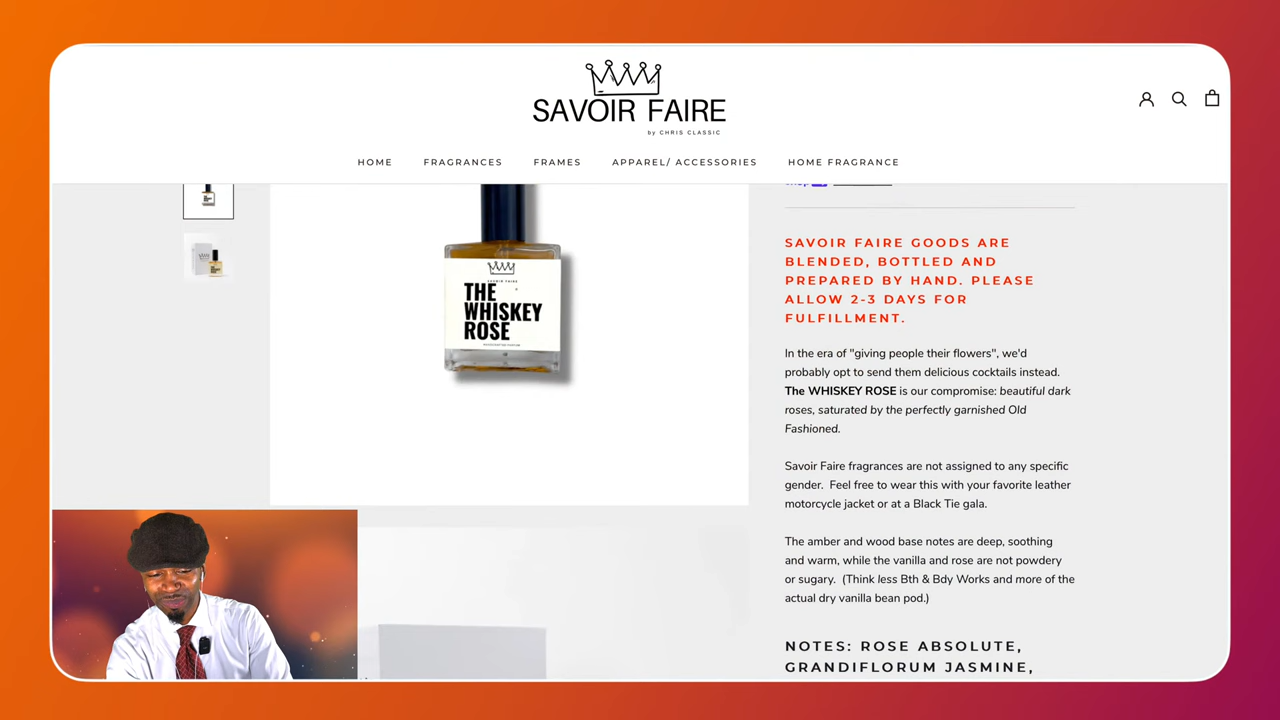 SAVOIR FAIRE
by CHRIS CLASSIC
HOME FRAGRANCES FRAMES APPAREL/ ACCESSORIES HOME FRAGRANCE
SAVOIR FAIRE
THE
WHISKEY
ROSE
SAVOIR FAIRE GOODS ARE
BLENDED, BOTTLED AND
PREPARED BY HAND. PLEASE
ALLOW 2-3 DAYS FOR
FULFILLMENT.
In the era of "giving people their flowers", we'd
probably opt to send them delicious cocktails instead.
The WHISKEY ROSE is our compromise: beautiful dark
roses, saturated by the perfectly garnished Old
Fashioned.
Savoir Faire fragrances are not assigned to any specific
gender.  Feel free to wear this with your favorite leather
motorcycle jacket or at a Black Tie gala.
The amber and wood base notes are deep, soothing
and warm, while the vanilla and rose are not powdery
or sugary.  (Think less Bth & Bdy Works and more of the
actual dry vanilla bean pod.)
NOTES: ROSE ABSOLUTE,
GRANDIFLORUM JASMINE,